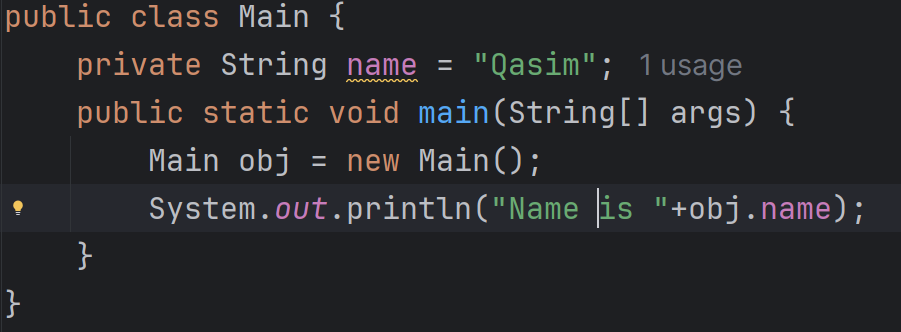 public class Main {
    private String name = "Qasim"; 1 usage
    public static void main(String[] args) {
        Main obj = new Main();
        System.out.println("Name is "+obj.name);
    }
}